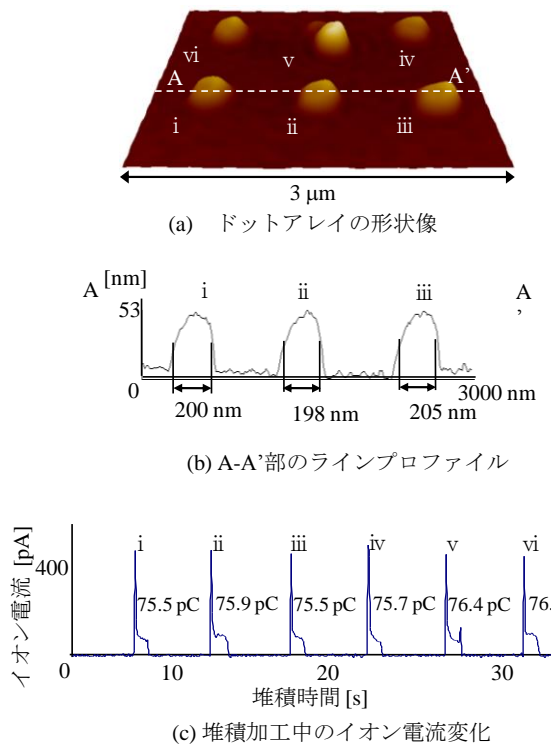 vi
v
iv
A
A’
i
ii
iii
3 μm
(a) ドットアレイの形状像
A [nm]
i
ii
iii
A
’
53
0
3000 nm
200 nm
198 nm
205 nm
(b) A-A’部のラインプロファイル
イオン電流 [pA]
i
ii
iii
iv
v
vi
400
75.5 pC
75.9 pC
75.5 pC
75.7 pC
76.4 pC
76.
0
10
20
30
堆積時間 [s]
(c) 堆積加工中のイオン電流変化